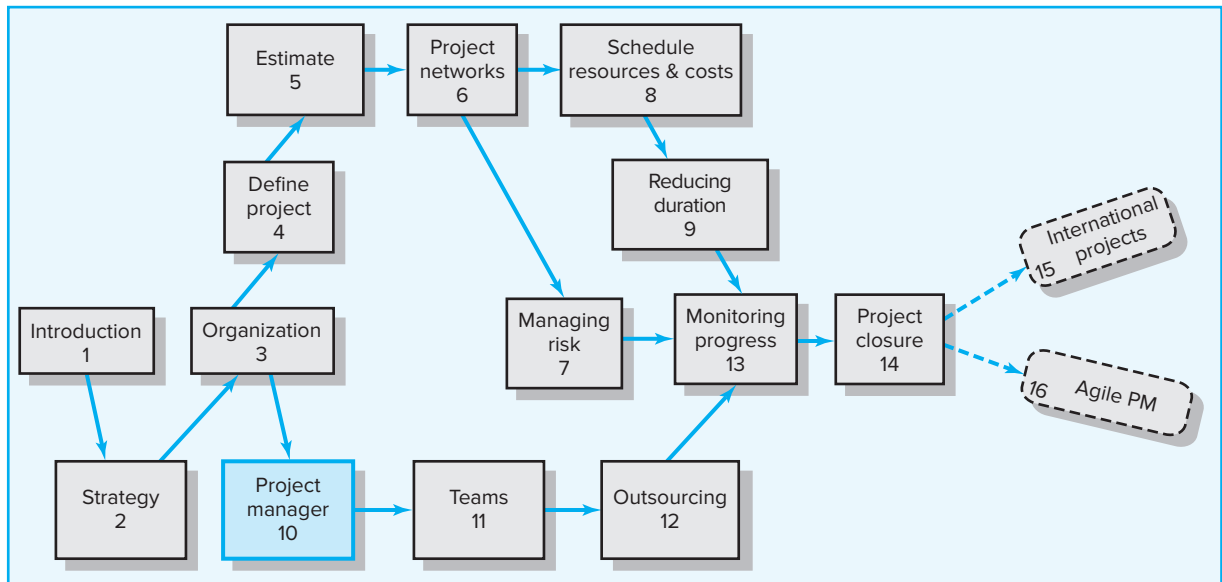 Estimate
5
Project
networks
6
Schedule
resources & costs
8
Define
project
4
Reducing
duration
9
International
projects
15
Introduction
1
Organization
3
Managing
risk
7
Monitoring
progress
13
Project
closure
14
16 Agile PM
Strategy
2
Project
manager
10
Teams
11
Outsourcing
12